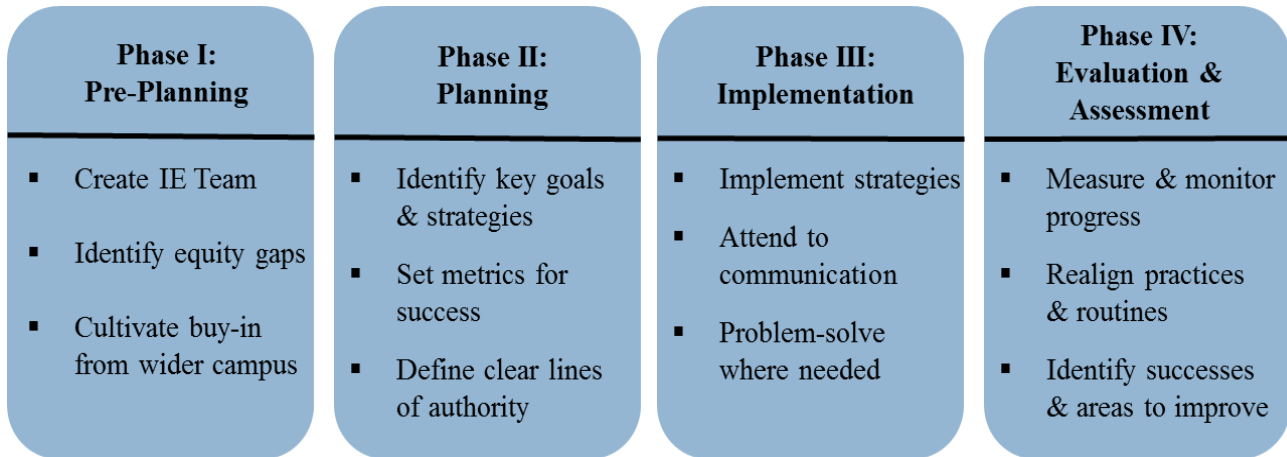 Phase I:
Pre-Planning
▪ Create IE Team
▪ Identify equity gaps
▪ Cultivate buy-in
from wider campus
Phase II:
Planning
▪ Identify key goals
& strategies
▪ Set metrics for
success
▪ Define clear lines
of authority
Phase III:
Implementation
▪ Implement strategies
▪ Attend to
communication
▪ Problem-solve
where needed
Phase IV:
Evaluation &
Assessment
▪ Measure & monitor
progress
▪ Realign practices
& routines
▪ Identify successes
& areas to improve